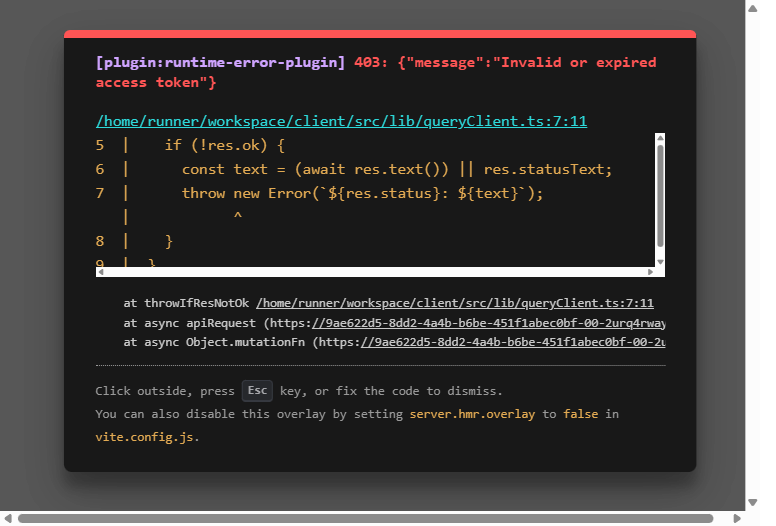 [plugin:runtime-error-plugin] 403: {"message":"Invalid or expired
access token"}
/home/runner/workspace/client/src/lib/queryClient.ts:7:11
5  |    if (!res.ok) {
6  |      const text = (await res.text()) || res.statusText;
7  |      throw new Error(`${res.status}: ${text}`);
   |            ^
8  |    }
9  |  }
at throwIfResNotOk /home/runner/workspace/client/src/lib/queryClient.ts:7:11
at async apiRequest (https://9ae622d5-8dd2-4a4b-b6be-451f1abec0bf-00-2urq4rway
at async Object.mutationFn (https://9ae622d5-8dd2-4a4b-b6be-451f1abec0bf-00-2u
Click outside, press Esc key, or fix the code to dismiss.
You can also disable this overlay by setting server.hmr.overlay to false in
vite.config.js.